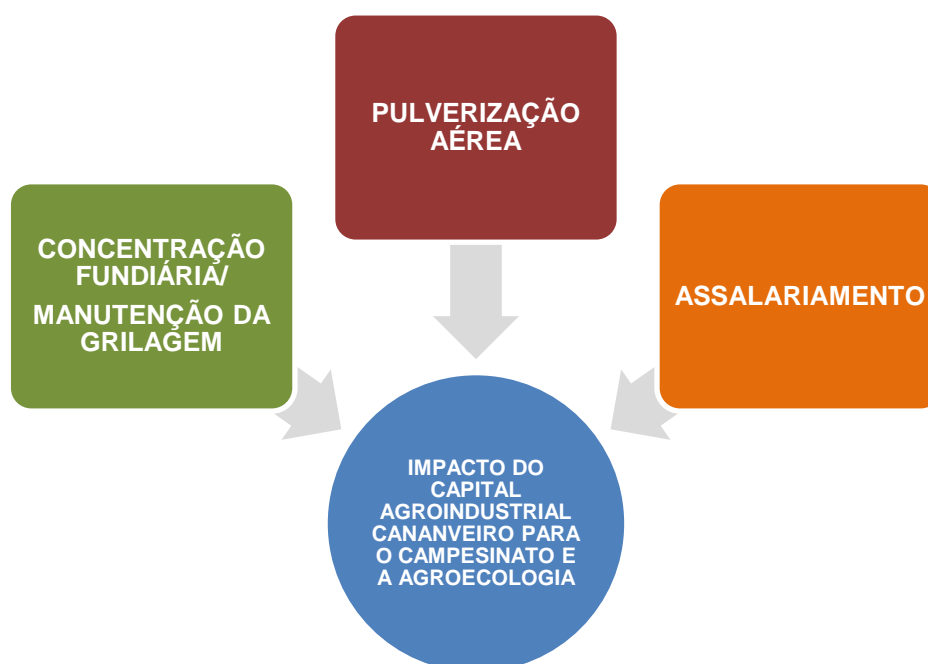 PULVERIZAÇÃO
AÉREA
CONCENTRAÇÃO
FUNDIÁRIA/
MANUTENÇÃO DA
GRILAGEM
ASSALARIAMENTO
IMPACTO DO
CAPITAL
AGROINDUSTRIAL
CANANVEIRO PARA
O CAMPESINATO E
A AGROECOLOGIA